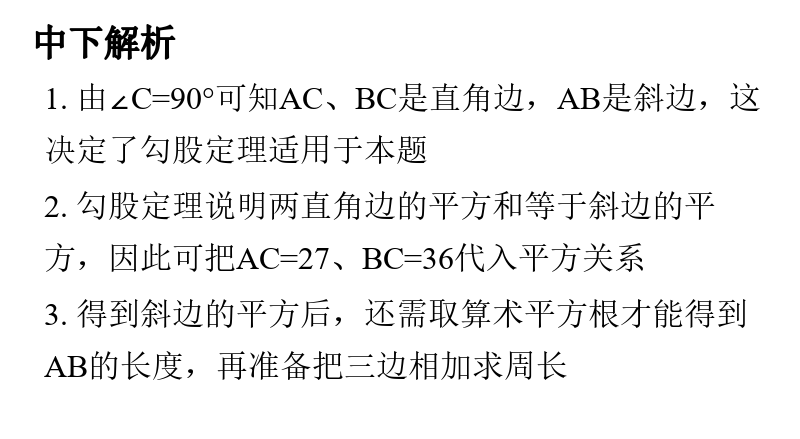 中下解析
1. 由∠C=90°可知AC、BC是直角边，AB是斜边，这
决定了勾股定理适用于本题
2. 勾股定理说明两直角边的平方和等于斜边的平
方，因此可把AC=27、BC=36代入平方关系
3. 得到斜边的平方后，还需取算术平方根才能得到
AB的长度，再准备把三边相加求周长